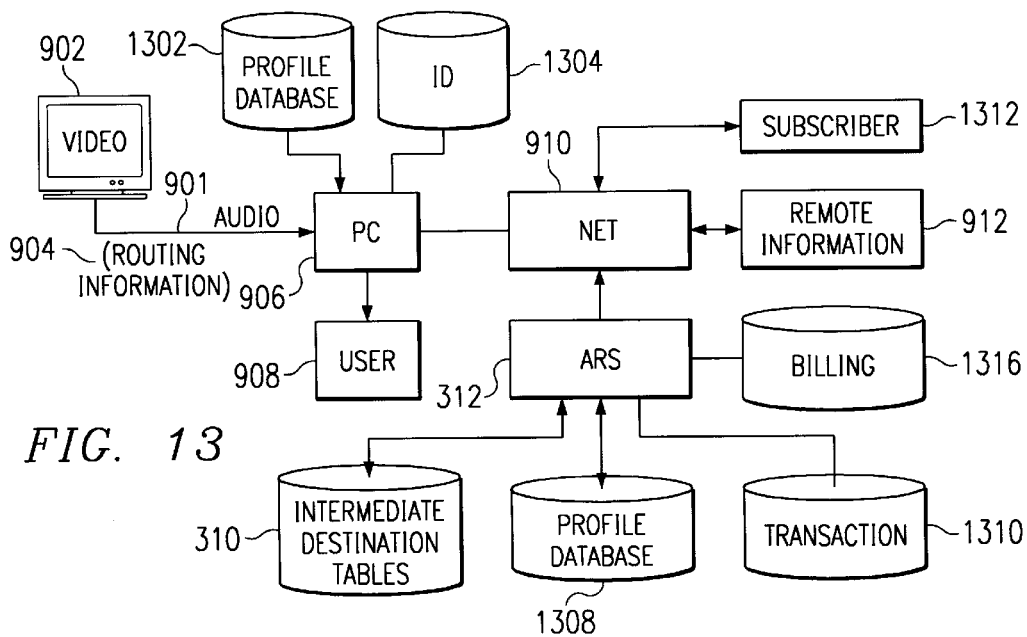 1302
PROFILE
DATABASE
ID
1304
902
VIDEO
901
AUDIO
904
(ROUTING
INFORMATION)
PC
906
910
NET
SUBSCRIBER
1312
REMOTE
INFORMATION
912
USER
908
ARS
312
BILLING
1316
FIG. 13
INTERMEDIATE
DESTINATION
TABLES
310
PROFILE
DATABASE
1308
TRANSACTION
1310